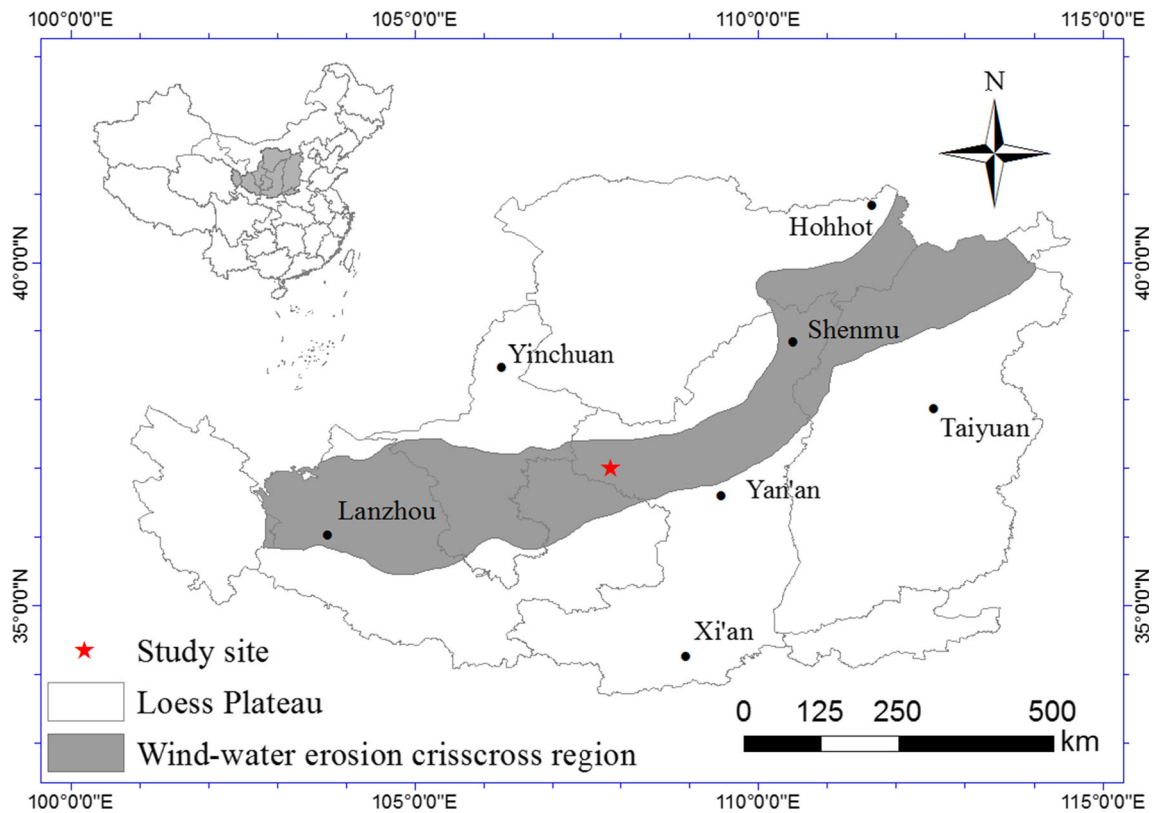 100°0'0"E 105°0'0"E 110°0'0"E 115°0'0"E
N
Hohhot
40°0'0"N 40°0'0"N
Shenmu
Yinchuan
Taiyuan
Yan'an
Lanzhou
35°0'0"N 35°0'0"N
Xi'an
Study site
Loess Plateau
Wind-water erosion crisscross region
0 125 250 500
km
100°0'0"E 105°0'0"E 110°0'0"E 115°0'0"E